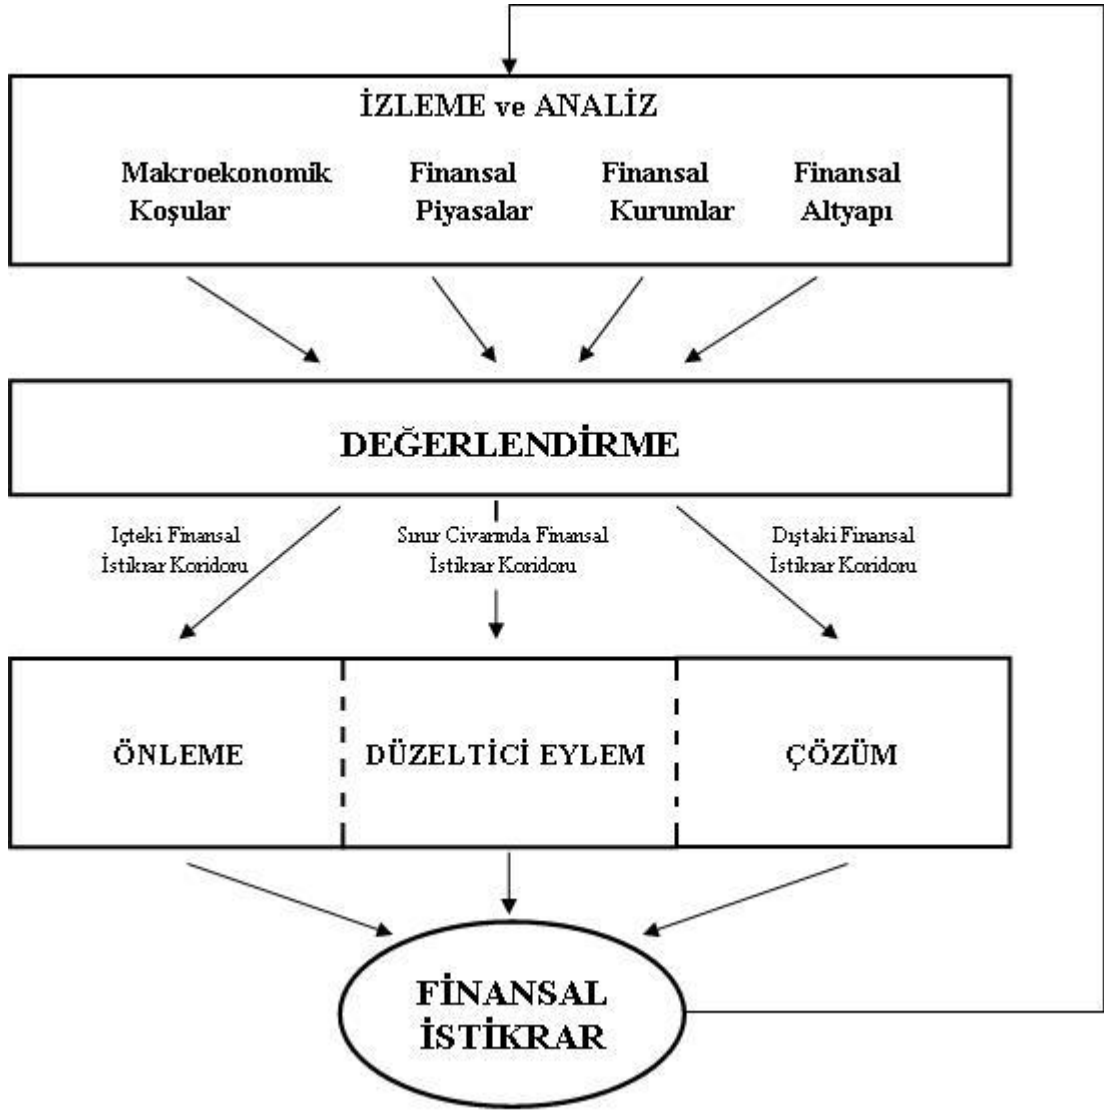 İZLEME ve ANALİZ
Makroekonomik
Koşular
Finansal
Piyasalar
Finansal
Kurumlar
Finansal
Altyapı
DEĞERLENDİRME
Içteki Finansal
İstikrar Koridoru
Sınır Civarında Finansal
İstikrar Koridoru
Dıştaki Finansal
İstikrar Koridoru
ÖNLEME
DÜZELTİCİ EYLEM
ÇÖZÜM
FİNANSAL
İSTİKRAR